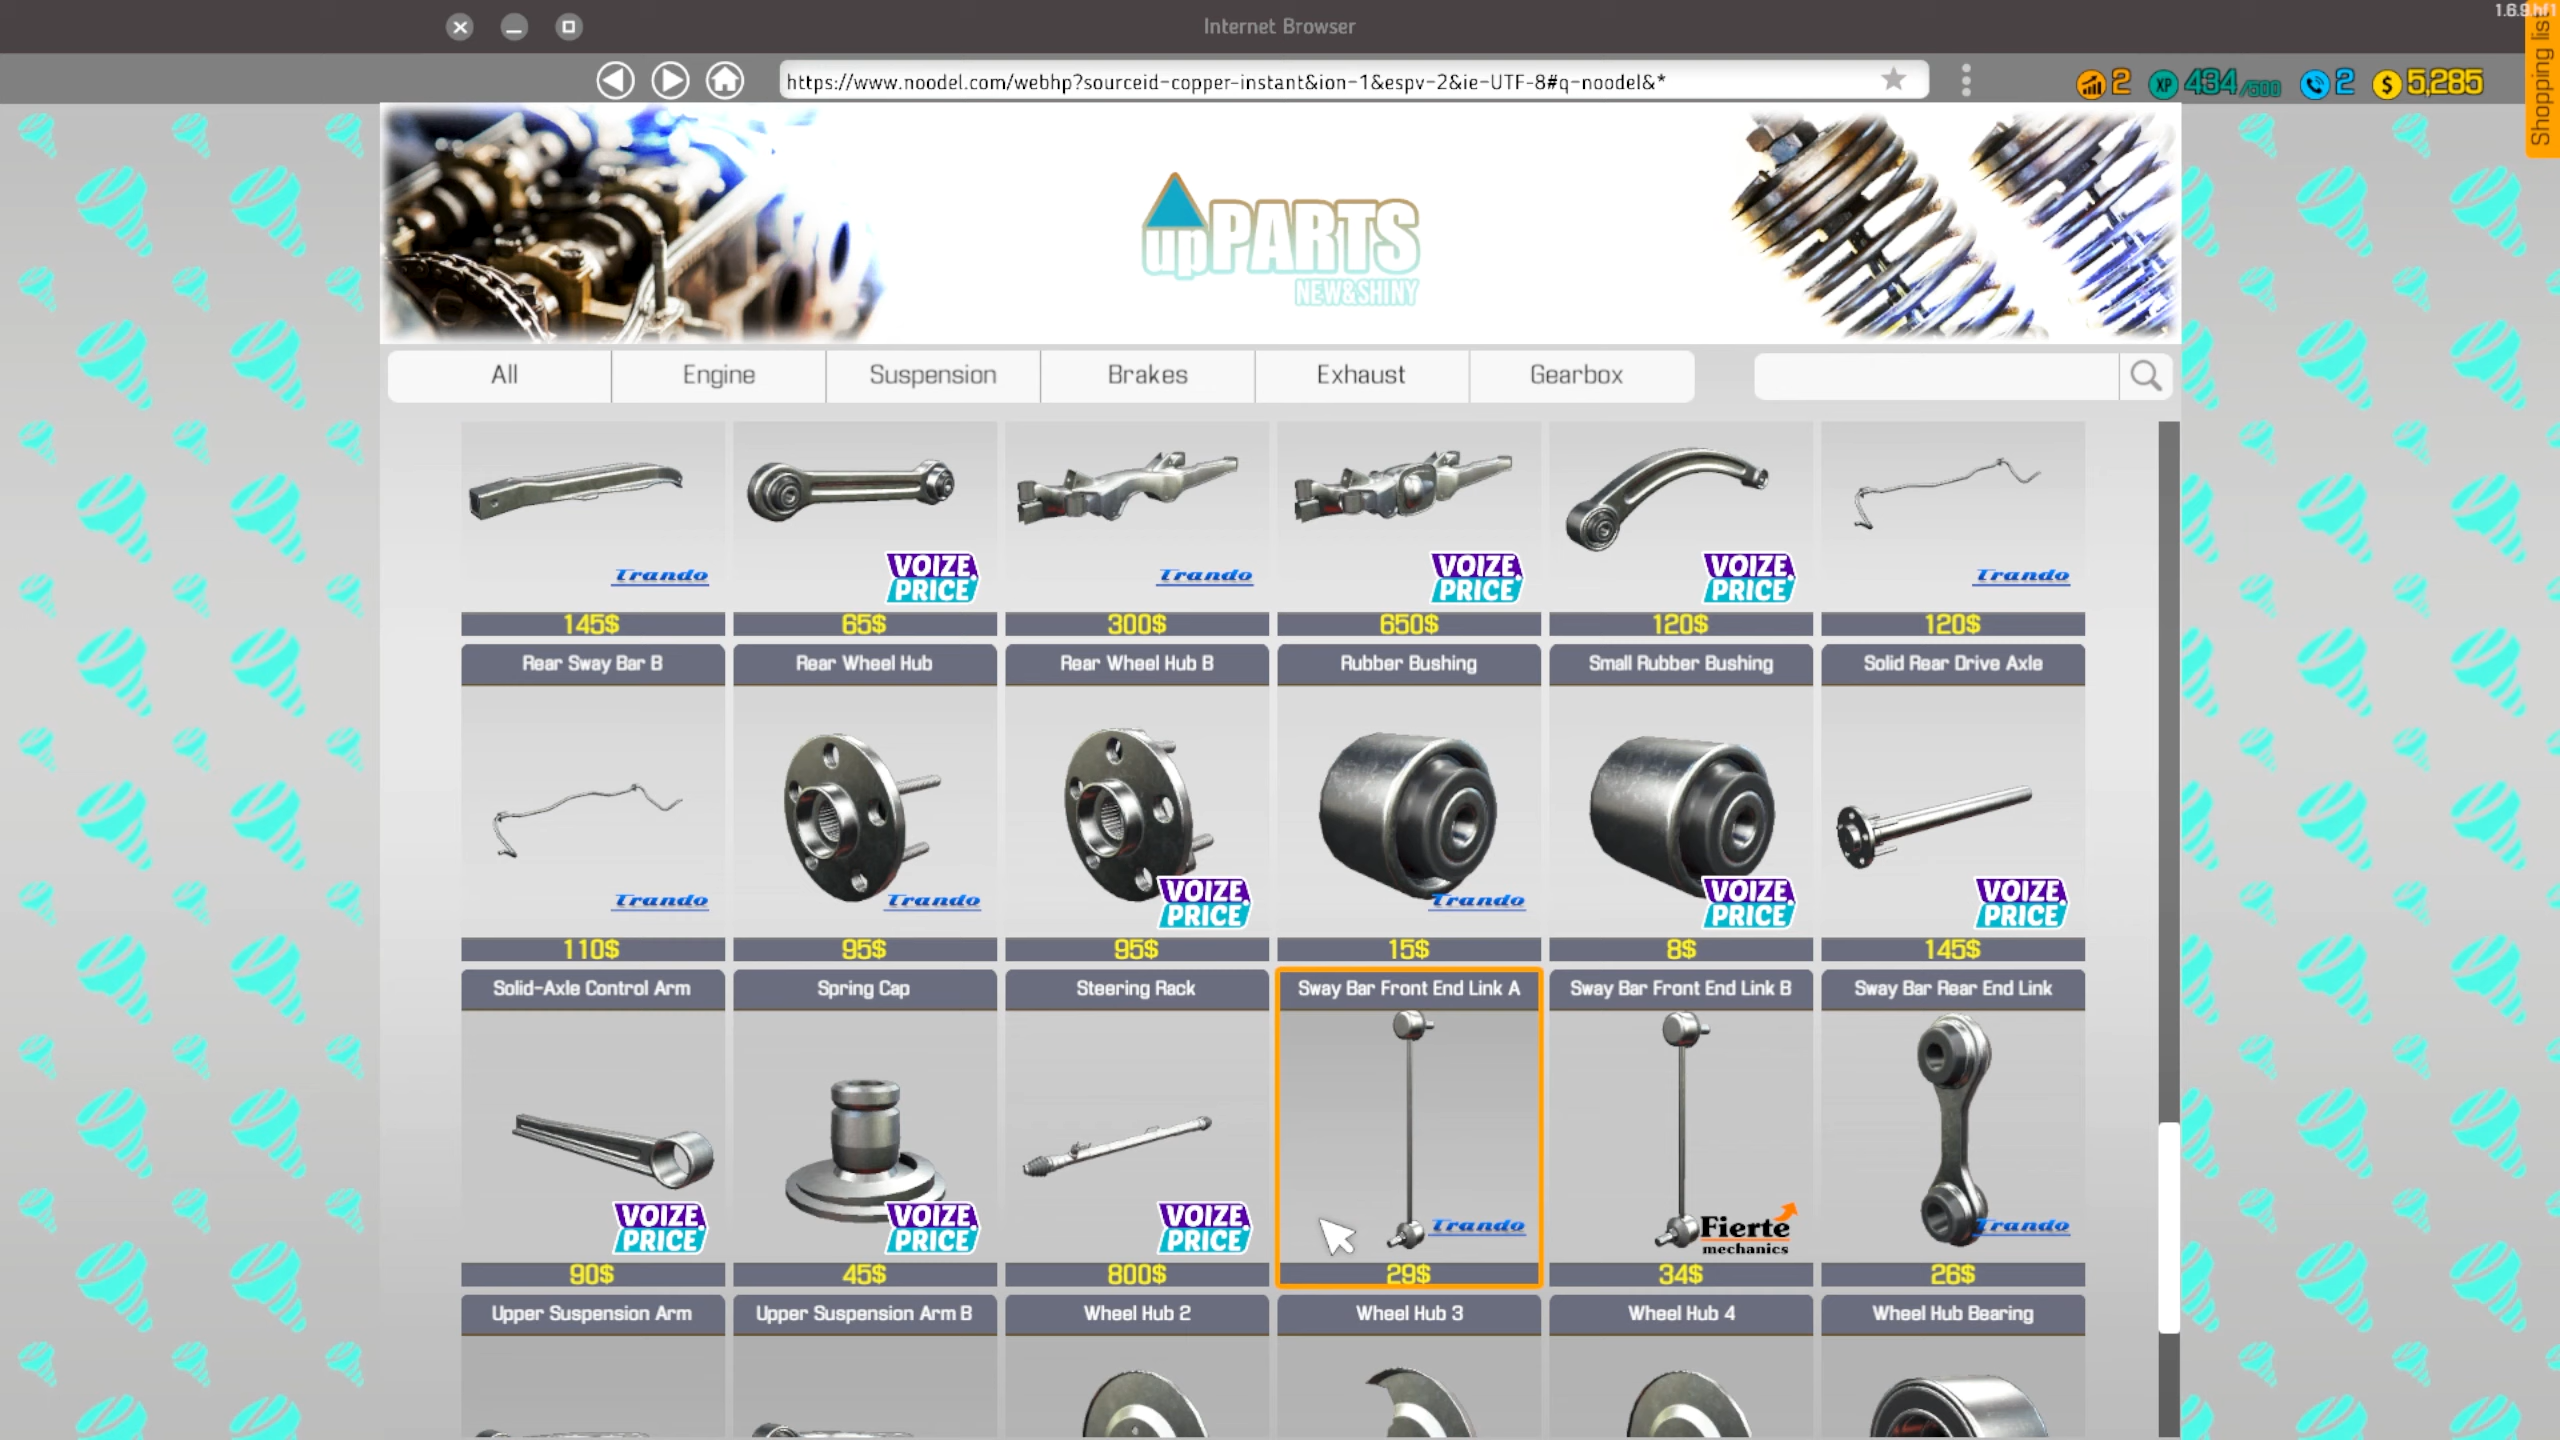 Internet Browser
1.6.9.hf1
Shopping list
https://www.noodel.com/webhp?sourceid-copper-instant&ion-1&espv-2&ie-UTF-8#q-noodel&*
2 XP 434/500 2 $ 5,285
upPARTS
NEW&SHINY
All Engine Suspension Brakes Exhaust Gearbox
Trando VOIZE PRICE Trando VOIZE PRICE VOIZE PRICE Trando
145$ 65$ 300$ 650$ 120$ 120$
Rear Sway Bar B Rear Wheel Hub Rear Wheel Hub B Rubber Bushing Small Rubber Bushing Solid Rear Drive Axle
Trando Trando VOIZE PRICE Trando VOIZE PRICE VOIZE PRICE
110$ 95$ 95$ 15$ 8$ 145$
Solid-Axle Control Arm Spring Cap Steering Rack Sway Bar Front End Link A Sway Bar Front End Link B Sway Bar Rear End Link
VOIZE PRICE VOIZE PRICE VOIZE PRICE Trando Fierte mechanics Trando
90$ 45$ 800$ 29$ 34$ 26$
Upper Suspension Arm Upper Suspension Arm B Wheel Hub 2 Wheel Hub 3 Wheel Hub 4 Wheel Hub Bearing